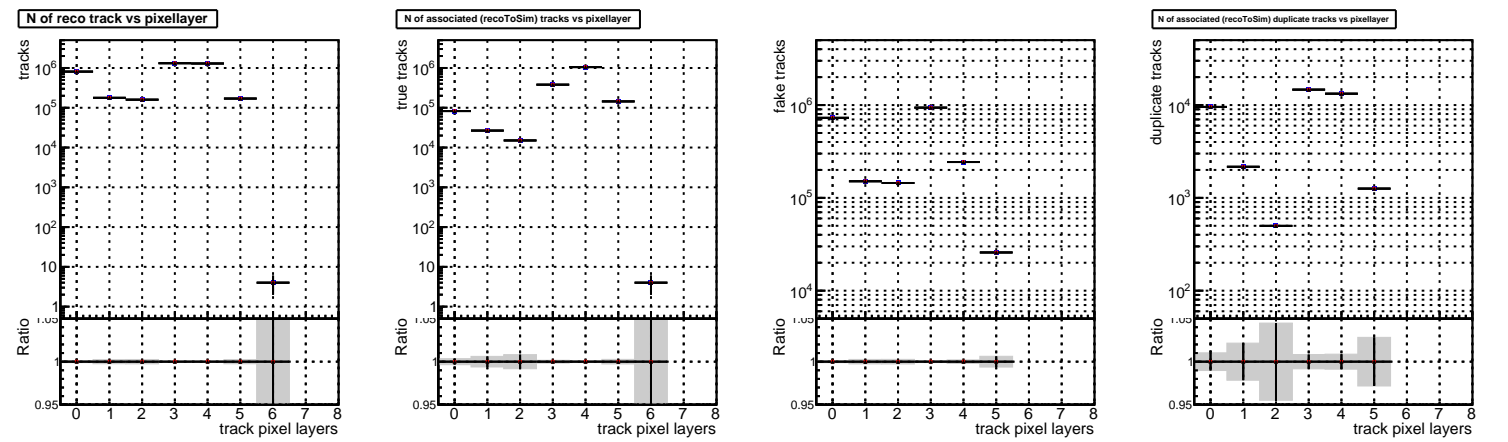 N of reco track vs pixellayer
tracks
10^6
10^5
10^4
10^3
10^2
10
1
Ratio
1.05
1
0.95
0 1 2 3 4 5 6 7 8
track pixel layers
N of associated (recoToSim) tracks vs pixellayer
true tracks
10^6
10^5
10^4
10^3
10^2
10
1
Ratio
1.05
1
0.95
0 1 2 3 4 5 6 7 8
track pixel layers
fake tracks
10^6
10^5
10^4
Ratio
1.05
1
0.95
0 1 2 3 4 5 6 7 8
track pixel layers
N of associated (recoToSim) duplicate tracks vs pixellayer
duplicate tracks
10^4
10^3
10^2
Ratio
1.05
1
0.95
0 1 2 3 4 5 6 7 8
track pixel layers